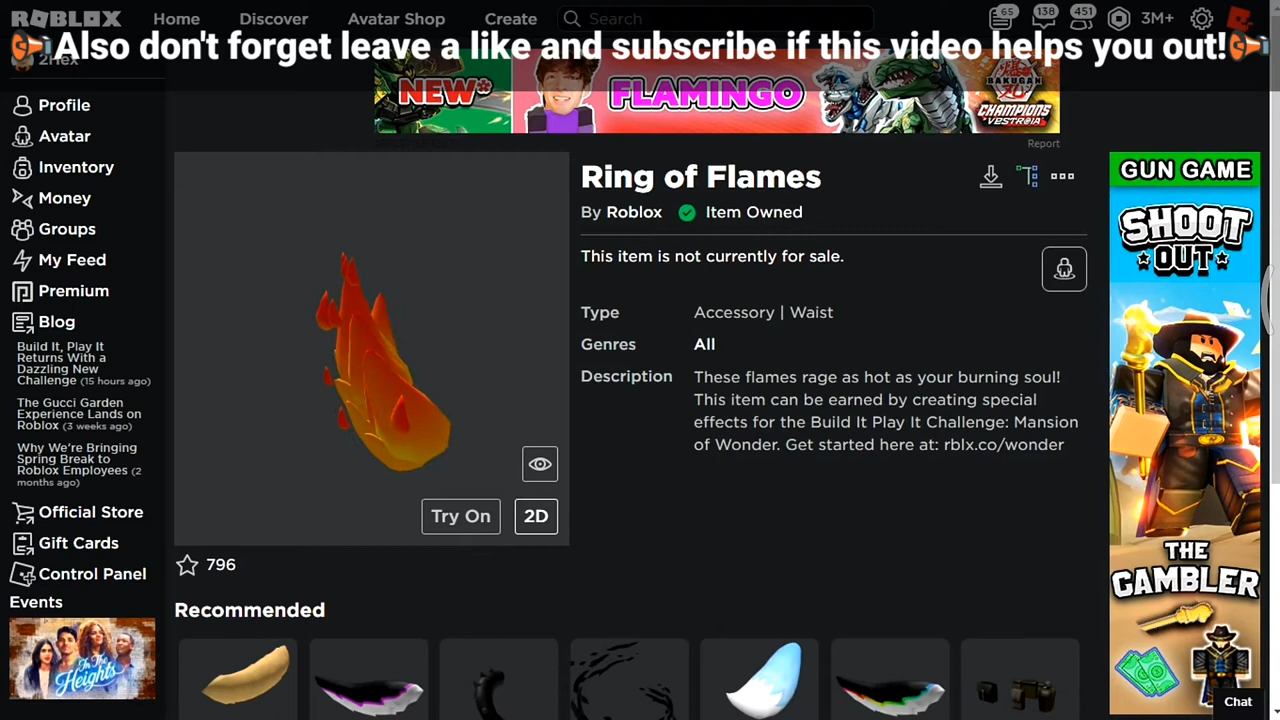 ROBLOX Home Discover Avatar Shop Create Search 65 138 451 3M+
📢Also don't forget leave a like and subscribe if this video helps you out!📢
2Hex
Profile
Avatar
Inventory
Money
Groups
My Feed
Premium
Blog
Build It, Play It
Returns With a
Dazzling New
Challenge (15 hours ago)
The Gucci Garden
Experience Lands on
Roblox (3 weeks ago)
Why We're Bringing
Spring Break to
Roblox Employees (2
months ago)
Official Store
Gift Cards
Control Panel
Events
IN THE
Heights
NEW*
FLAMINGO
BAKUGAN
CHAMPIONS
VESTROIA
Report
Ring of Flames
By Roblox Item Owned
This item is not currently for sale.
Type Accessory | Waist
Genres All
Description These flames rage as hot as your burning soul!
This item can be earned by creating special
effects for the Build It Play It Challenge: Mansion
of Wonder. Get started here at: rblx.co/wonder
Try On 2D
796
Recommended
GUN GAME
SHOOT
OUT
THE
GAMBLER
Chat